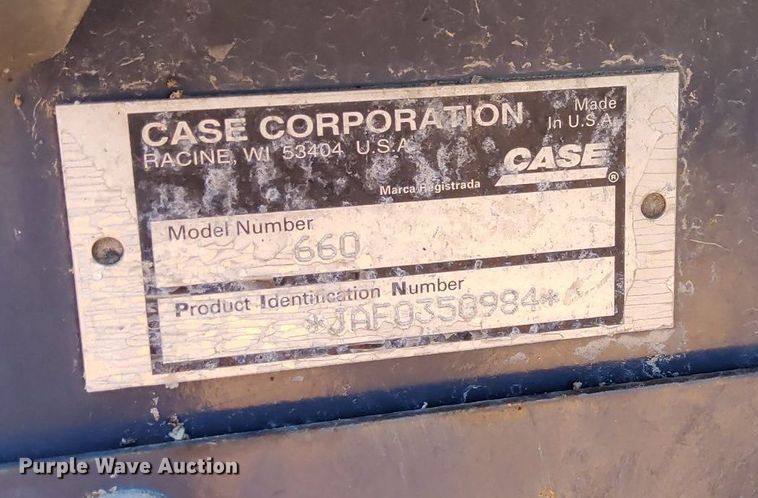 CASE CORPORATION
RACINE, WI 53404 U.S.A.
Made
In U.S.A.
CASE
®
Marca Registrada
Model Number
660
Product Identification Number
*JAF0350984*
Purple Wave Auction